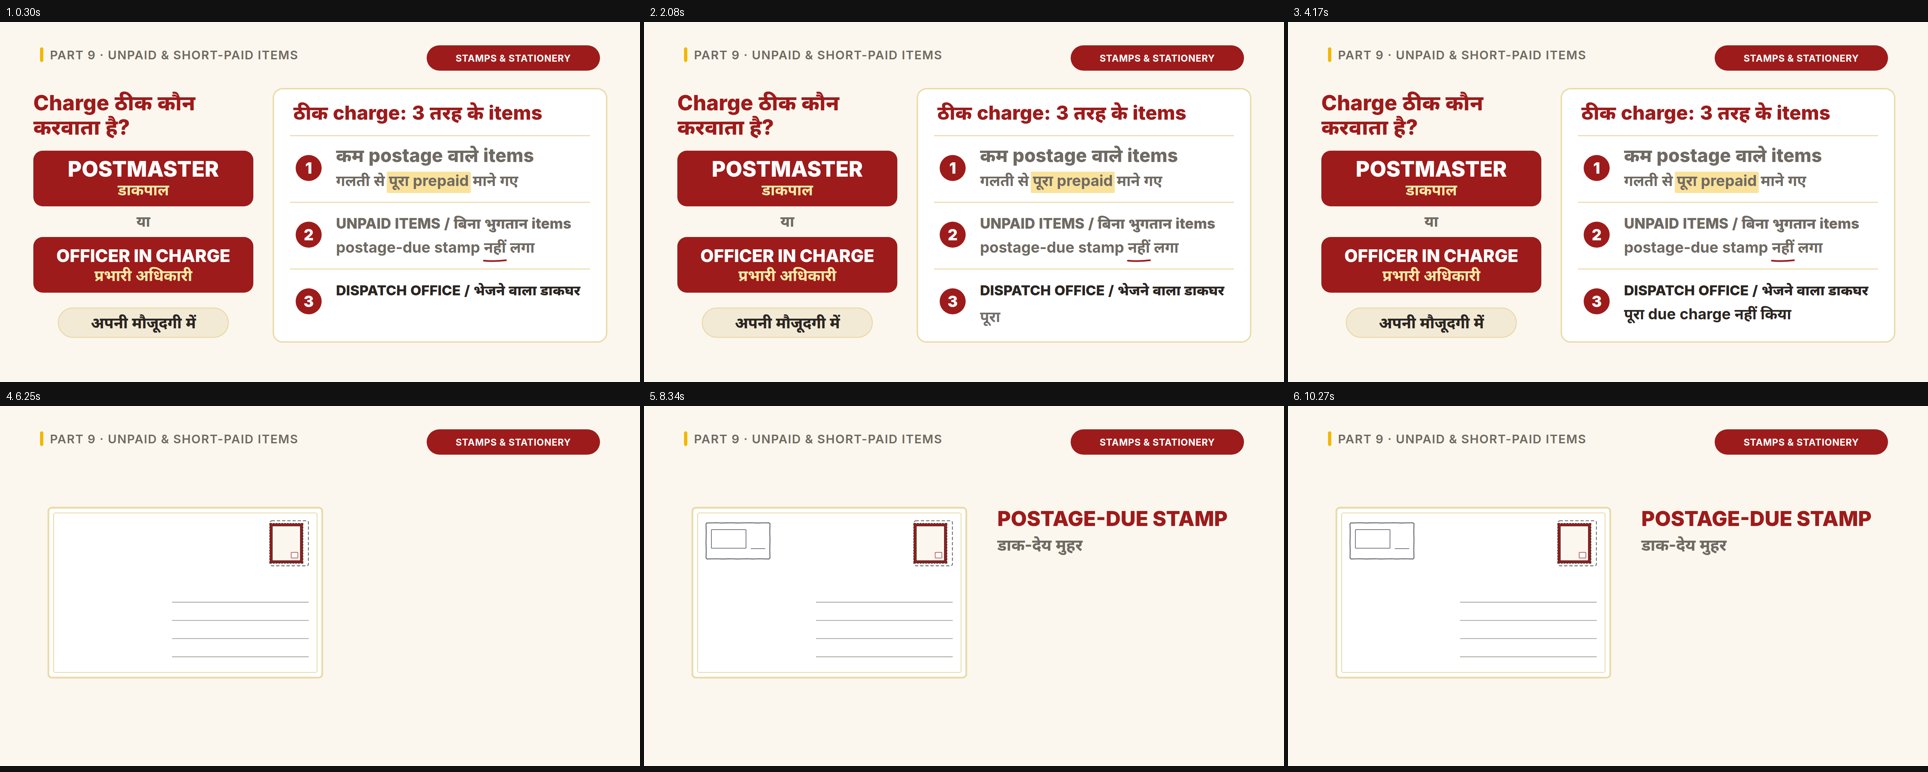 1. 0.30s
PART 9 · UNPAID & SHORT-PAID ITEMS
STAMPS & STATIONERY
Charge ठीक कौन
करवाता है?
POSTMASTER
डाकपाल
या
OFFICER IN CHARGE
प्रभारी अधिकारी
अपनी मौजूदगी में
ठीक charge: 3 तरह के items
1
कम postage वाले items
गलती से पूरा prepaid माने गए
2
UNPAID ITEMS / बिना भुगतान items
postage-due stamp नहीं लगा
3
DISPATCH OFFICE / भेजने वाला डाकघर
2. 2.08s
PART 9 · UNPAID & SHORT-PAID ITEMS
STAMPS & STATIONERY
Charge ठीक कौन
करवाता है?
POSTMASTER
डाकपाल
या
OFFICER IN CHARGE
प्रभारी अधिकारी
अपनी मौजूदगी में
ठीक charge: 3 तरह के items
1
कम postage वाले items
गलती से पूरा prepaid माने गए
2
UNPAID ITEMS / बिना भुगतान items
postage-due stamp नहीं लगा
3
DISPATCH OFFICE / भेजने वाला डाकघर
पूरा
3. 4.17s
PART 9 · UNPAID & SHORT-PAID ITEMS
STAMPS & STATIONERY
Charge ठीक कौन
करवाता है?
POSTMASTER
डाकपाल
या
OFFICER IN CHARGE
प्रभारी अधिकारी
अपनी मौजूदगी में
ठीक charge: 3 तरह के items
1
कम postage वाले items
गलती से पूरा prepaid माने गए
2
UNPAID ITEMS / बिना भुगतान items
postage-due stamp नहीं लगा
3
DISPATCH OFFICE / भेजने वाला डाकघर
पूरा due charge नहीं किया
4. 6.25s
PART 9 · UNPAID & SHORT-PAID ITEMS
STAMPS & STATIONERY
5. 8.34s
PART 9 · UNPAID & SHORT-PAID ITEMS
STAMPS & STATIONERY
POSTAGE-DUE STAMP
डाक-देय मुहर
6. 10.27s
PART 9 · UNPAID & SHORT-PAID ITEMS
STAMPS & STATIONERY
POSTAGE-DUE STAMP
डाक-देय मुहर